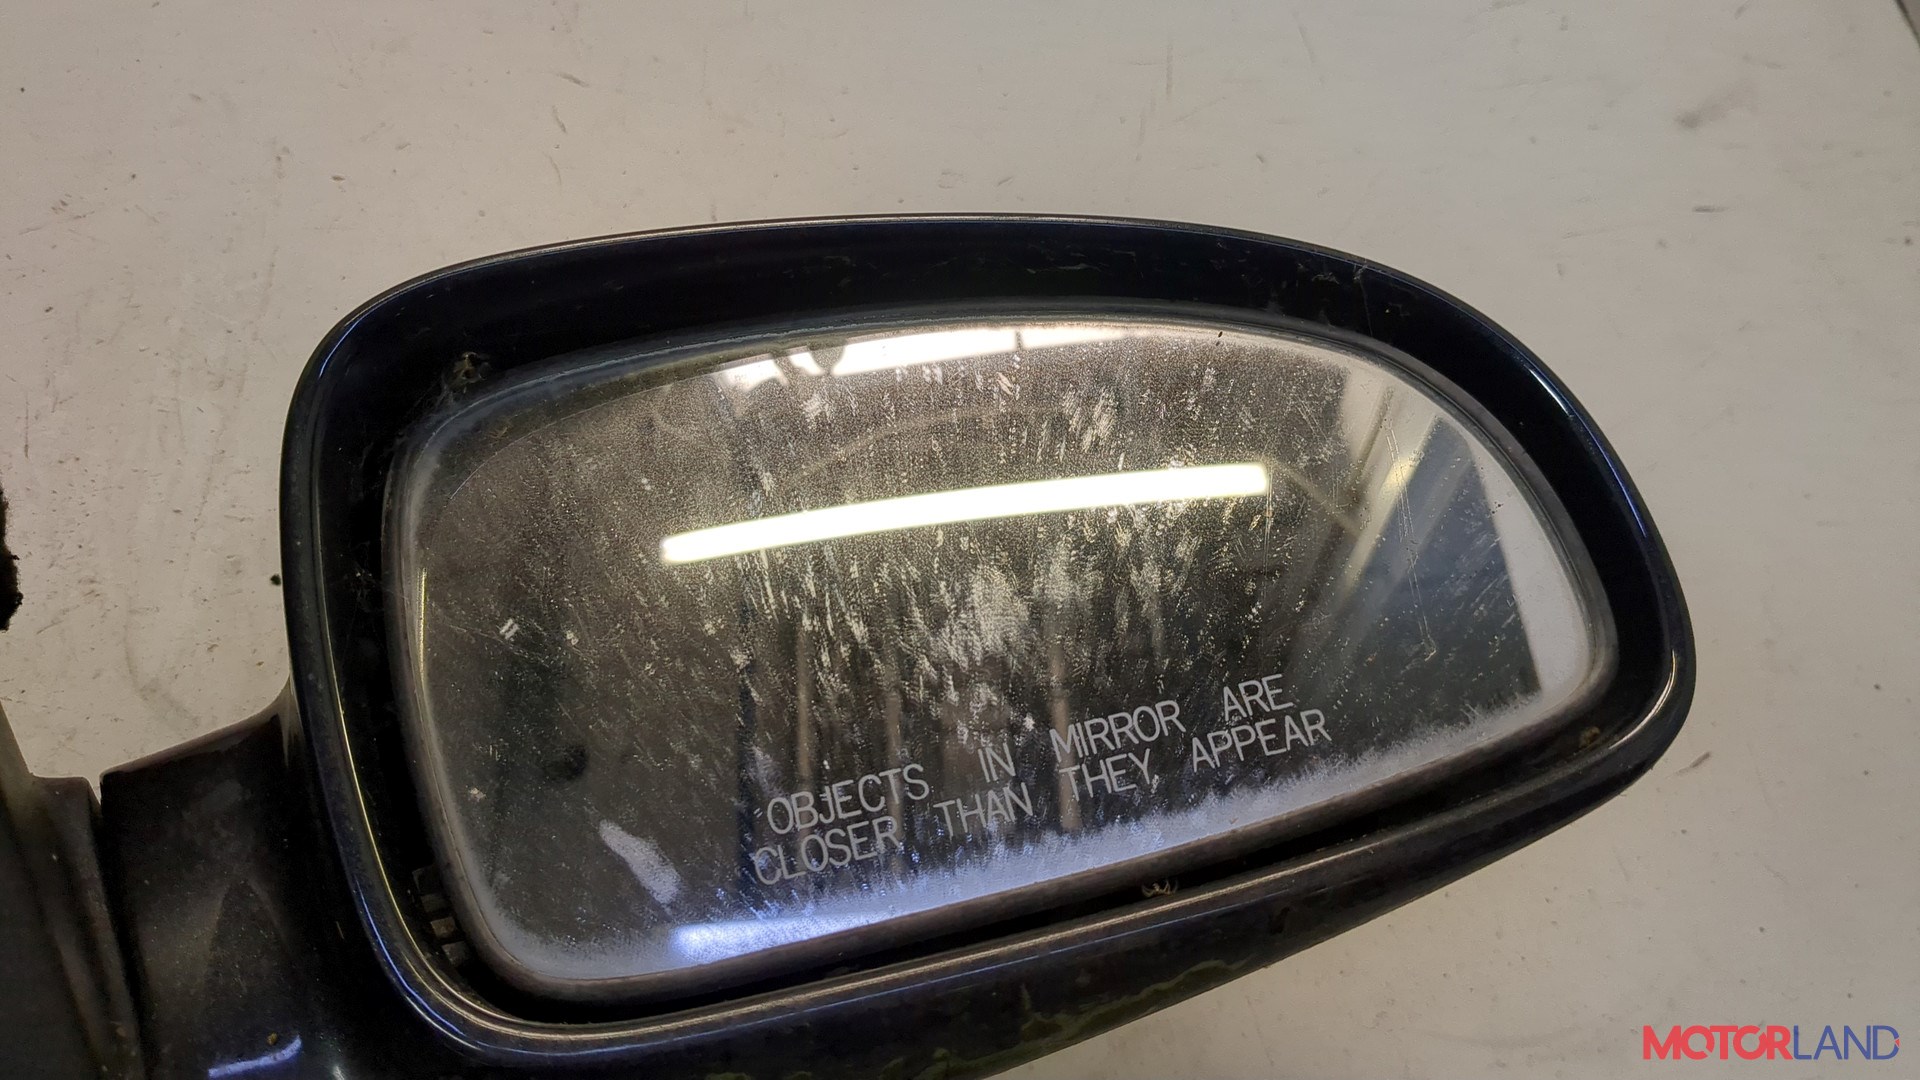 OBJECTS IN MIRROR ARE
CLOSER THAN THEY APPEAR
MOTORLAND